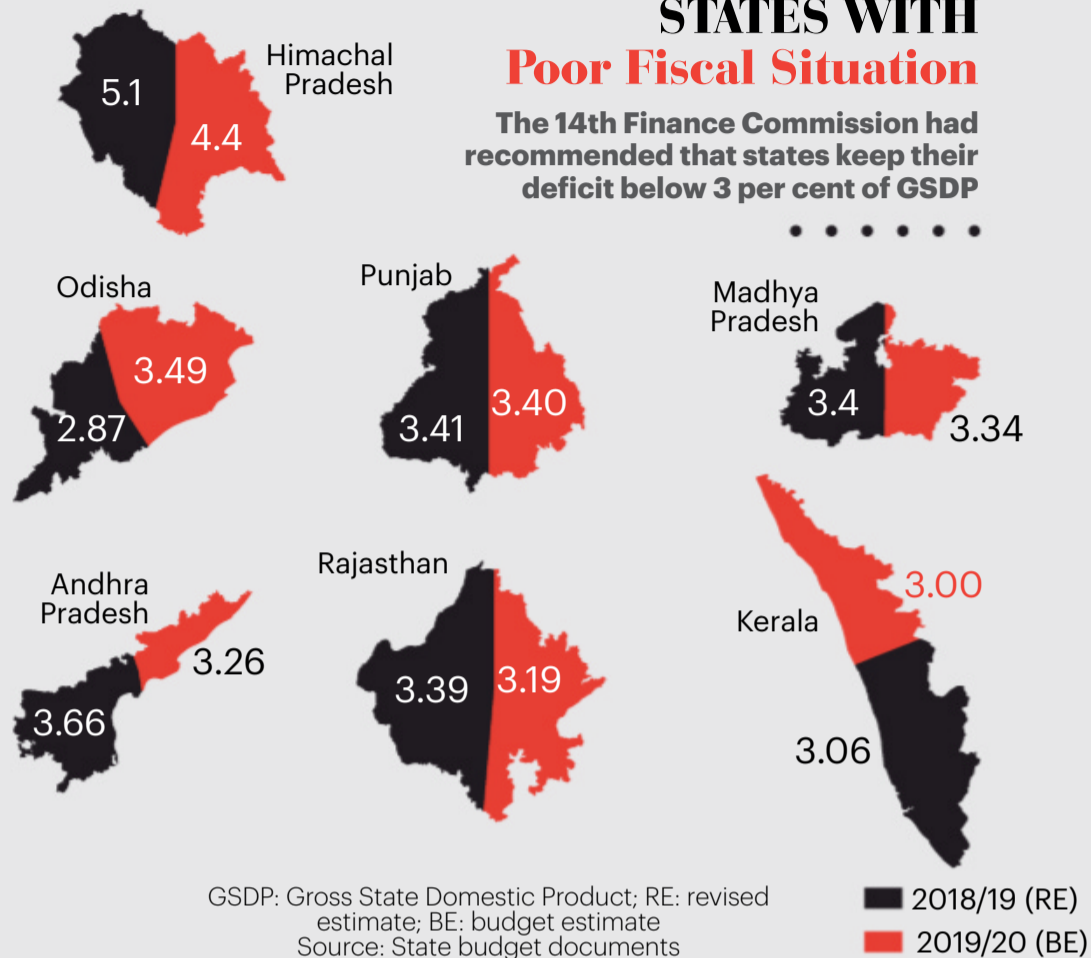 STATES WITH
Poor Fiscal Situation
The 14th Finance Commission had
recommended that states keep their
deficit below 3 per cent of GSDP
Himachal
Pradesh
5.1
4.4
Odisha
3.49
2.87
Punjab
3.41
3.40
Madhya
Pradesh
3.4
3.34
Andhra
Pradesh
3.26
3.66
Rajasthan
3.39
3.19
Kerala
3.00
3.06
GSDP: Gross State Domestic Product; RE: revised
estimate; BE: budget estimate
Source: State budget documents
2018/19 (RE)
2019/20 (BE)